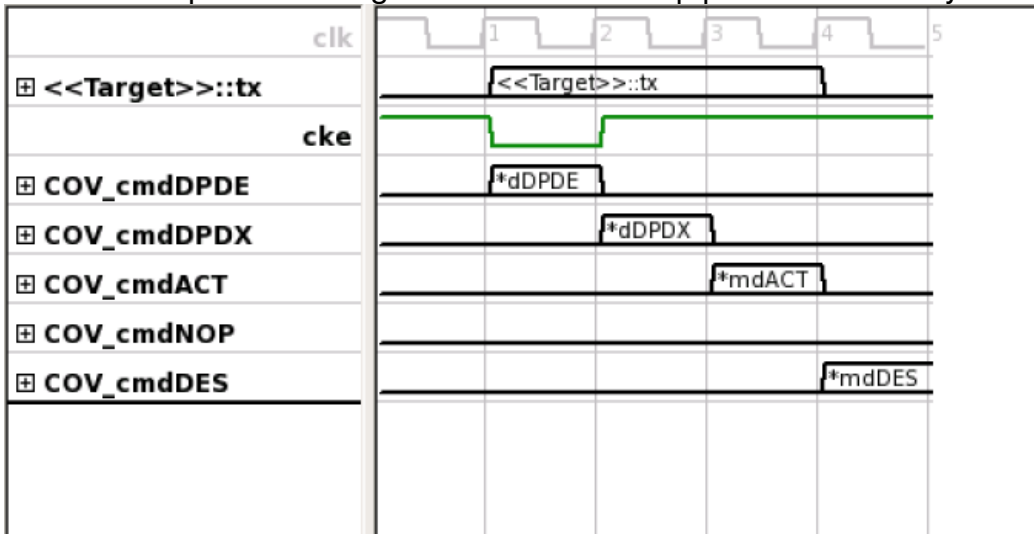 clk 1 2 3 4 5
<<Target>>::tx <<Target>>::tx
cke
COV_cmdDPDE *dDPDE
COV_cmdDPDX *dDPDX
COV_cmdACT *mdACT
COV_cmdNOP
COV_cmdDES *mdDES